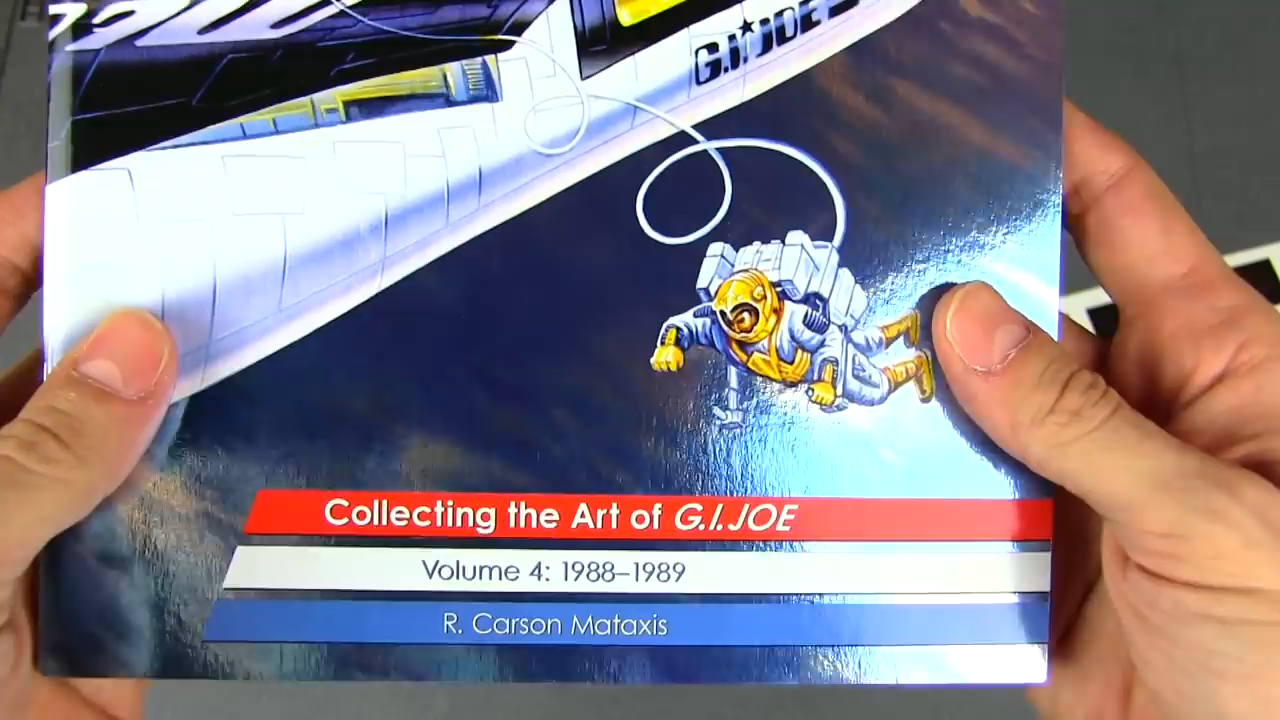 G.I. JOE
Collecting the Art of G.I. JOE
Volume 4: 1988–1989
R. Carson Mataxis